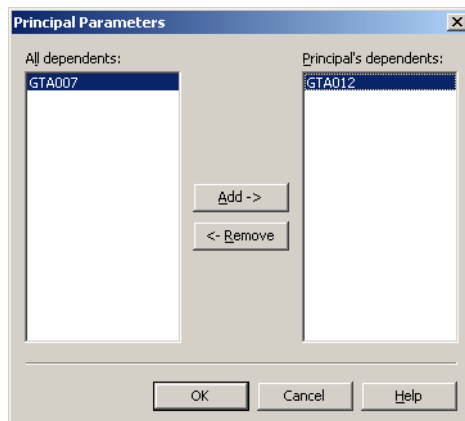 Principal Parameters
All dependents:
Principal's dependents:
GTA007
GTA012
Add ->
<- Remove
OK
Cancel
Help